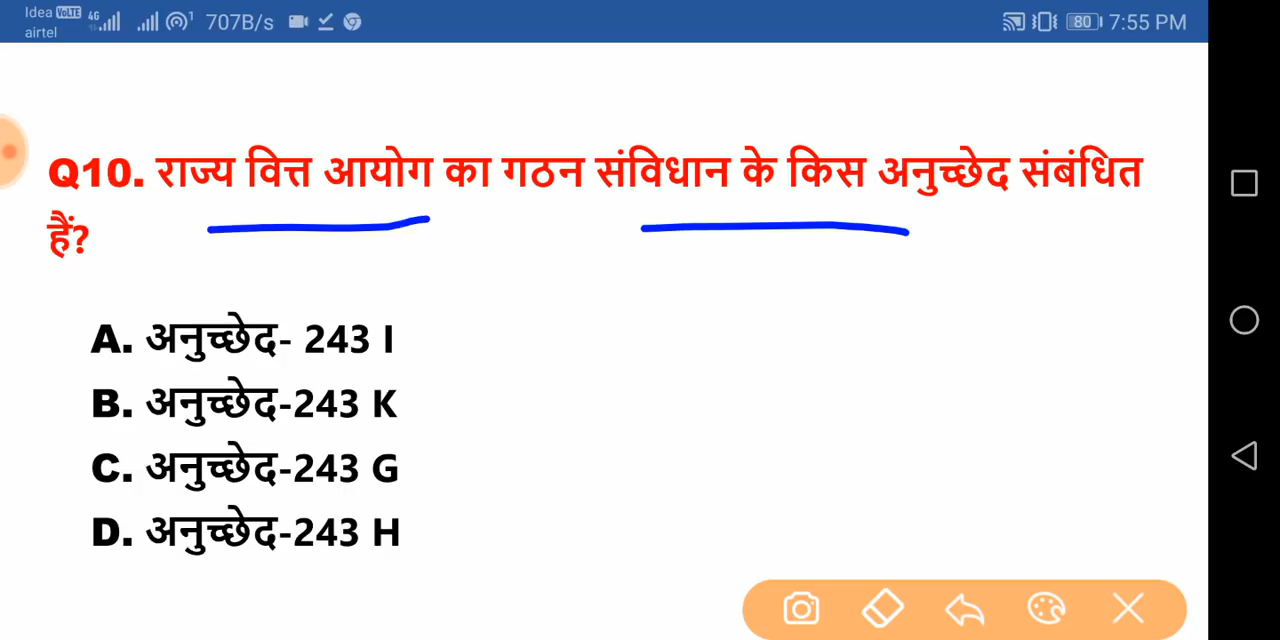 Idea VoLTE 4G 707B/s 80 7:55 PM
airtel
Q10. राज्य वित्त आयोग का गठन संविधान के किस अनुच्छेद संबंधित
हैं?
A. अनुच्छेद- 243 I
B. अनुच्छेद-243 K
C. अनुच्छेद-243 G
D. अनुच्छेद-243 H